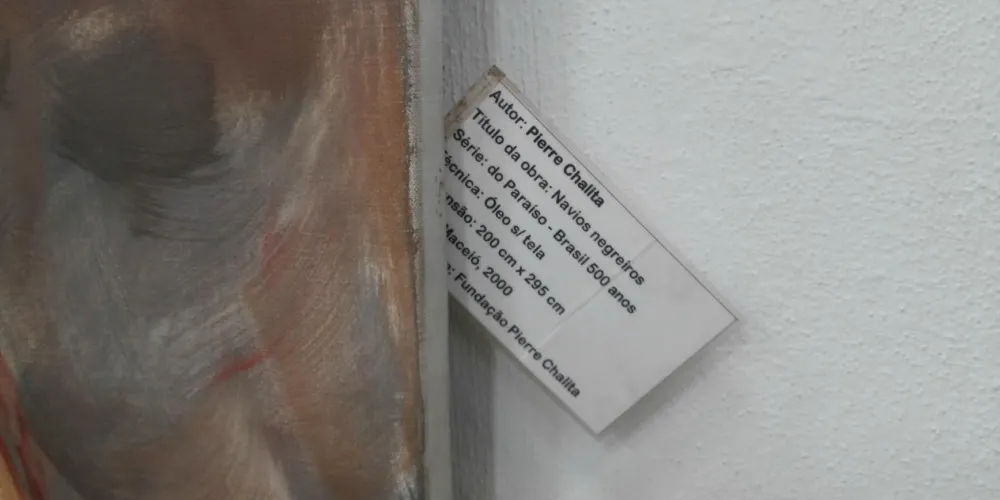 Autor: Pierre Chalita
Título da obra: Navios negreiros
Série: do Paraíso - Brasil 500 anos
écnica: Óleo s/ tela
nsão: 200 cm x 295 cm
Maceió, 2000
: Fundação Pierre Chalita